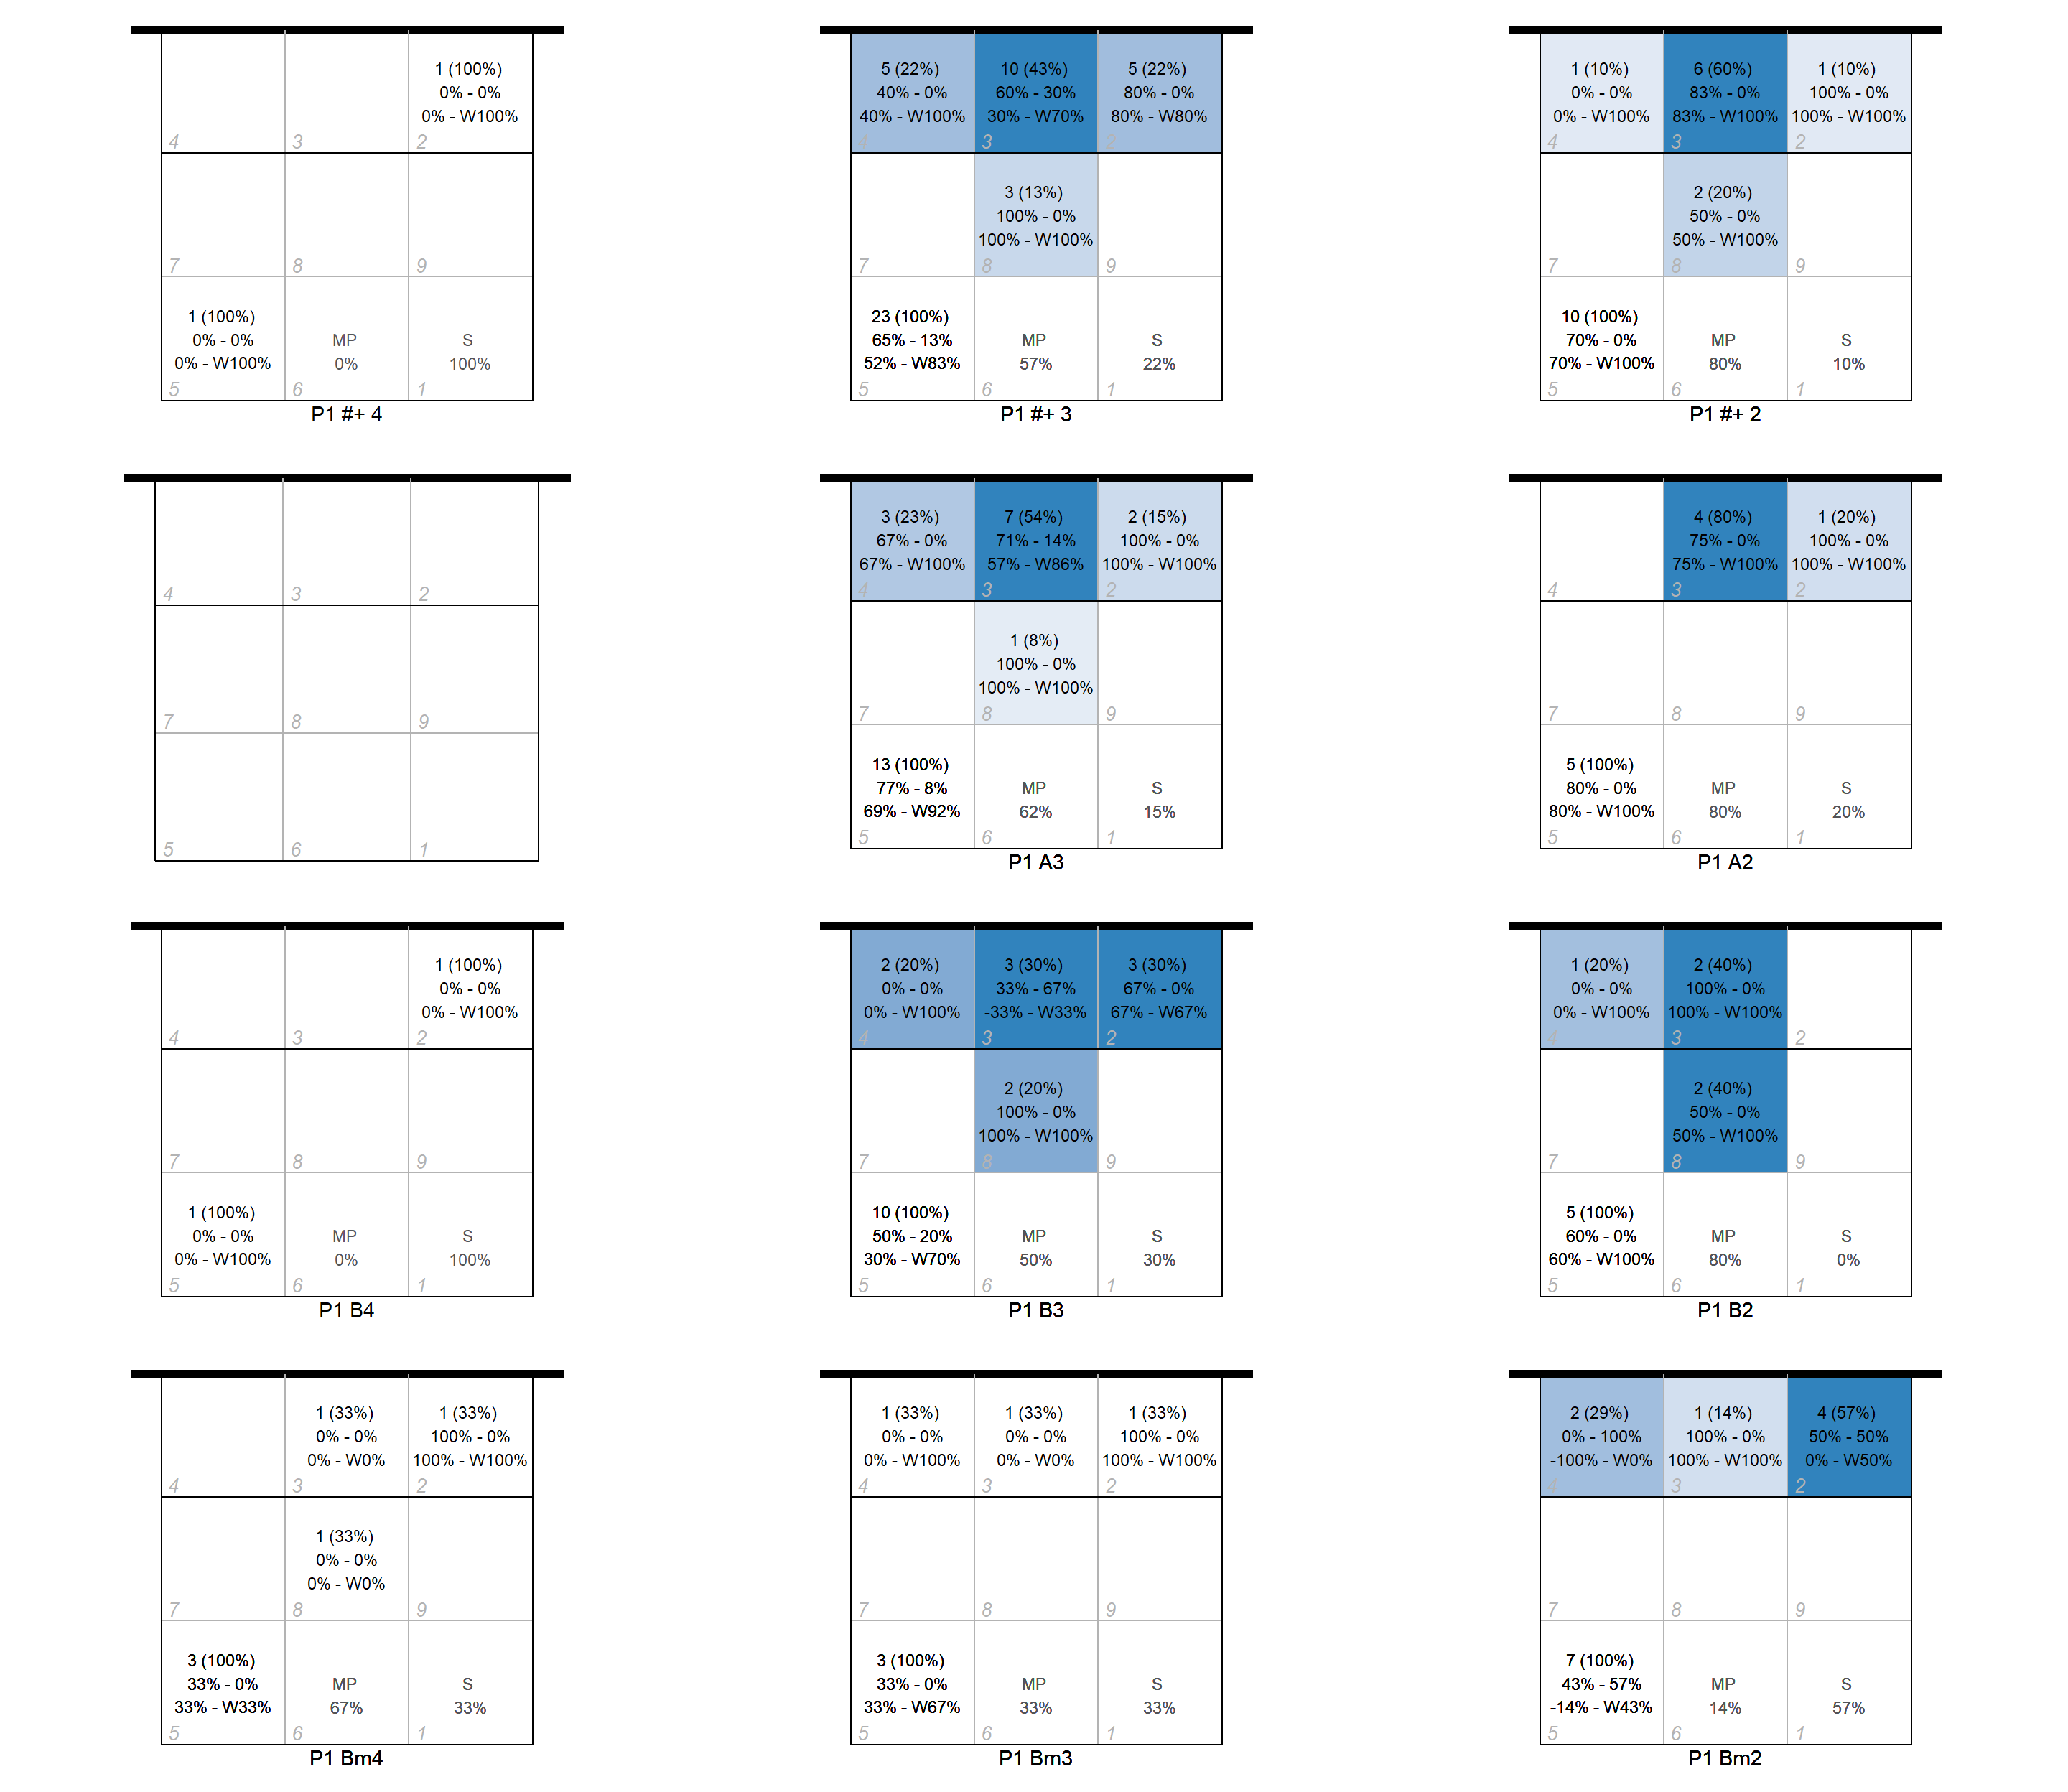 1 (100%)
0% - 0%
0% - W100%
4 3 2
7 8 9
1 (100%)
0% - 0%
0% - W100%
MP
0%
S
100%
5 6 1
P1 #+ 4
5 (22%)
40% - 0%
40% - W100%
10 (43%)
60% - 30%
30% - W70%
5 (22%)
80% - 0%
80% - W80%
4 3 2
3 (13%)
100% - 0%
100% - W100%
7 8 9
23 (100%)
65% - 13%
52% - W83%
MP
57%
S
22%
5 6 1
P1 #+ 3
1 (10%)
0% - 0%
0% - W100%
6 (60%)
83% - 0%
83% - W100%
1 (10%)
100% - 0%
100% - W100%
4 3 2
2 (20%)
50% - 0%
50% - W100%
7 8 9
10 (100%)
70% - 0%
70% - W100%
MP
80%
S
10%
5 6 1
P1 #+ 2
4 3 2
7 8 9
5 6 1
3 (23%)
67% - 0%
67% - W100%
7 (54%)
71% - 14%
57% - W86%
2 (15%)
100% - 0%
100% - W100%
4 3 2
1 (8%)
100% - 0%
100% - W100%
7 8 9
13 (100%)
77% - 8%
69% - W92%
MP
62%
S
15%
5 6 1
P1 A3
4 (80%)
75% - 0%
75% - W100%
1 (20%)
100% - 0%
100% - W100%
4 3 2
7 8 9
5 (100%)
80% - 0%
80% - W100%
MP
80%
S
20%
5 6 1
P1 A2
1 (100%)
0% - 0%
0% - W100%
4 3 2
7 8 9
1 (100%)
0% - 0%
0% - W100%
MP
0%
S
100%
5 6 1
P1 B4
2 (20%)
0% - 0%
0% - W100%
3 (30%)
33% - 67%
-33% - W33%
3 (30%)
67% - 0%
67% - W67%
4 3 2
2 (20%)
100% - 0%
100% - W100%
7 8 9
10 (100%)
50% - 20%
30% - W70%
MP
50%
S
30%
5 6 1
P1 B3
1 (20%)
0% - 0%
0% - W100%
2 (40%)
100% - 0%
100% - W100%
4 3 2
2 (40%)
50% - 0%
50% - W100%
7 8 9
5 (100%)
60% - 0%
60% - W100%
MP
80%
S
0%
5 6 1
P1 B2
1 (33%)
0% - 0%
0% - W0%
1 (33%)
100% - 0%
100% - W100%
4 3 2
1 (33%)
0% - 0%
0% - W0%
7 8 9
3 (100%)
33% - 0%
33% - W33%
MP
67%
S
33%
5 6 1
P1 Bm4
1 (33%)
0% - 0%
0% - W100%
1 (33%)
0% - 0%
0% - W0%
1 (33%)
100% - 0%
100% - W100%
4 3 2
7 8 9
3 (100%)
33% - 0%
33% - W67%
MP
33%
S
33%
5 6 1
P1 Bm3
2 (29%)
0% - 100%
-100% - W0%
1 (14%)
100% - 0%
100% - W100%
4 (57%)
50% - 50%
0% - W50%
4 3 2
7 8 9
7 (100%)
43% - 57%
-14% - W43%
MP
14%
S
57%
5 6 1
P1 Bm2